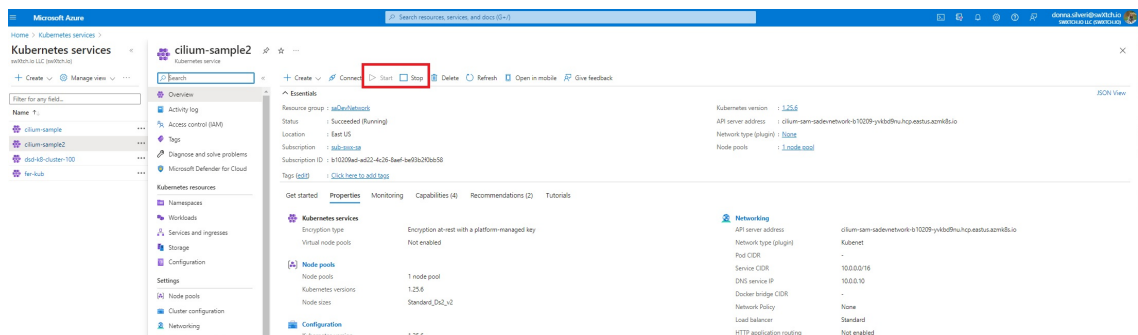 Microsoft Azure
Search resources, services, and docs (G+/)
donna.silveri@swXtch.io
SWXTCH.IO LLC (SWXTCH.IO)
Home > Kubernetes services >
Kubernetes services
swXtch.io LLC (swXtch.io)
+ Create Manage view ...
Filter for any field...
Name ↑
cilium-sample ...
cilium-sample2 ...
dsd-k8-cluster-100 ...
fer-kub ...
cilium-sample2
Kubernetes service
Search
Overview
Activity log
Access control (IAM)
Tags
Diagnose and solve problems
Microsoft Defender for Cloud
Kubernetes resources
Namespaces
Workloads
Services and ingresses
Storage
Configuration
Settings
Node pools
Cluster configuration
Networking
+ Create Connect Start Stop Delete Refresh Open in mobile Give feedback
Essentials
JSON View
Resource group : saDevNetwork
Status : Succeeded (Running)
Location : East US
Subscription : sub-swx-sa
Subscription ID : b10209ad-ad22-4c26-8aef-be93b2f0bb58
Tags (edit) : Click here to add tags
Kubernetes version : 1.25.6
API server address : cilium-sam-sadevnetwork-b10209-yvkbd9nu.hcp.eastus.azmk8s.io
Network type (plugin) : None
Node pools : 1 node pool
Get started Properties Monitoring Capabilities (4) Recommendations (2) Tutorials
Kubernetes services
Encryption type Encryption at-rest with a platform-managed key
Virtual node pools Not enabled
Node pools
Node pools 1 node pool
Kubernetes versions 1.25.6
Node sizes Standard_Ds2_v2
Configuration
Networking
API server address cilium-sam-sadevnetwork-b10209-yvkbd9nu.hcp.eastus.azmk8s.io
Network type (plugin) Kubenet
Pod CIDR -
Service CIDR 10.0.0.0/16
DNS service IP 10.0.0.10
Docker bridge CIDR -
Network Policy None
Load balancer Standard
HTTP application routing Not enabled